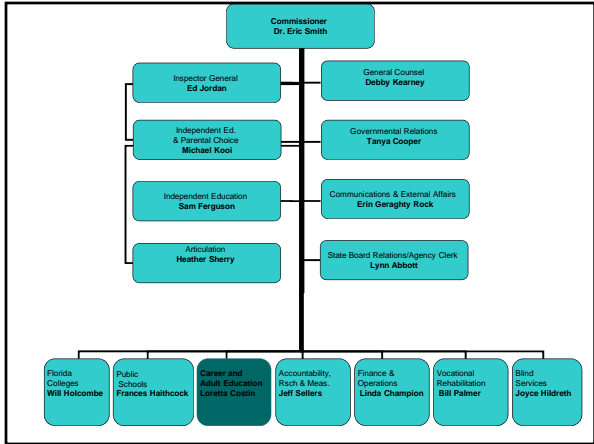 Commissioner
Dr. Eric Smith
Inspector General
Ed Jordan
General Counsel
Debby Kearney
Independent Ed.
& Parental Choice
Michael Kooi
Governmental Relations
Tanya Cooper
Independent Education
Sam Ferguson
Communications & External Affairs
Erin Geraghty Rock
Articulation
Heather Sherry
State Board Relations/Agency Clerk
Lynn Abbott
Florida
Colleges
Will Holcombe
Public
Schools
Frances Haithcock
Career and
Adult Education
Loretta Costin
Accountability,
Rsch & Meas.
Jeff Sellers
Finance &
Operations
Linda Champion
Vocational
Rehabilitation
Bill Palmer
Blind
Services
Joyce Hildreth